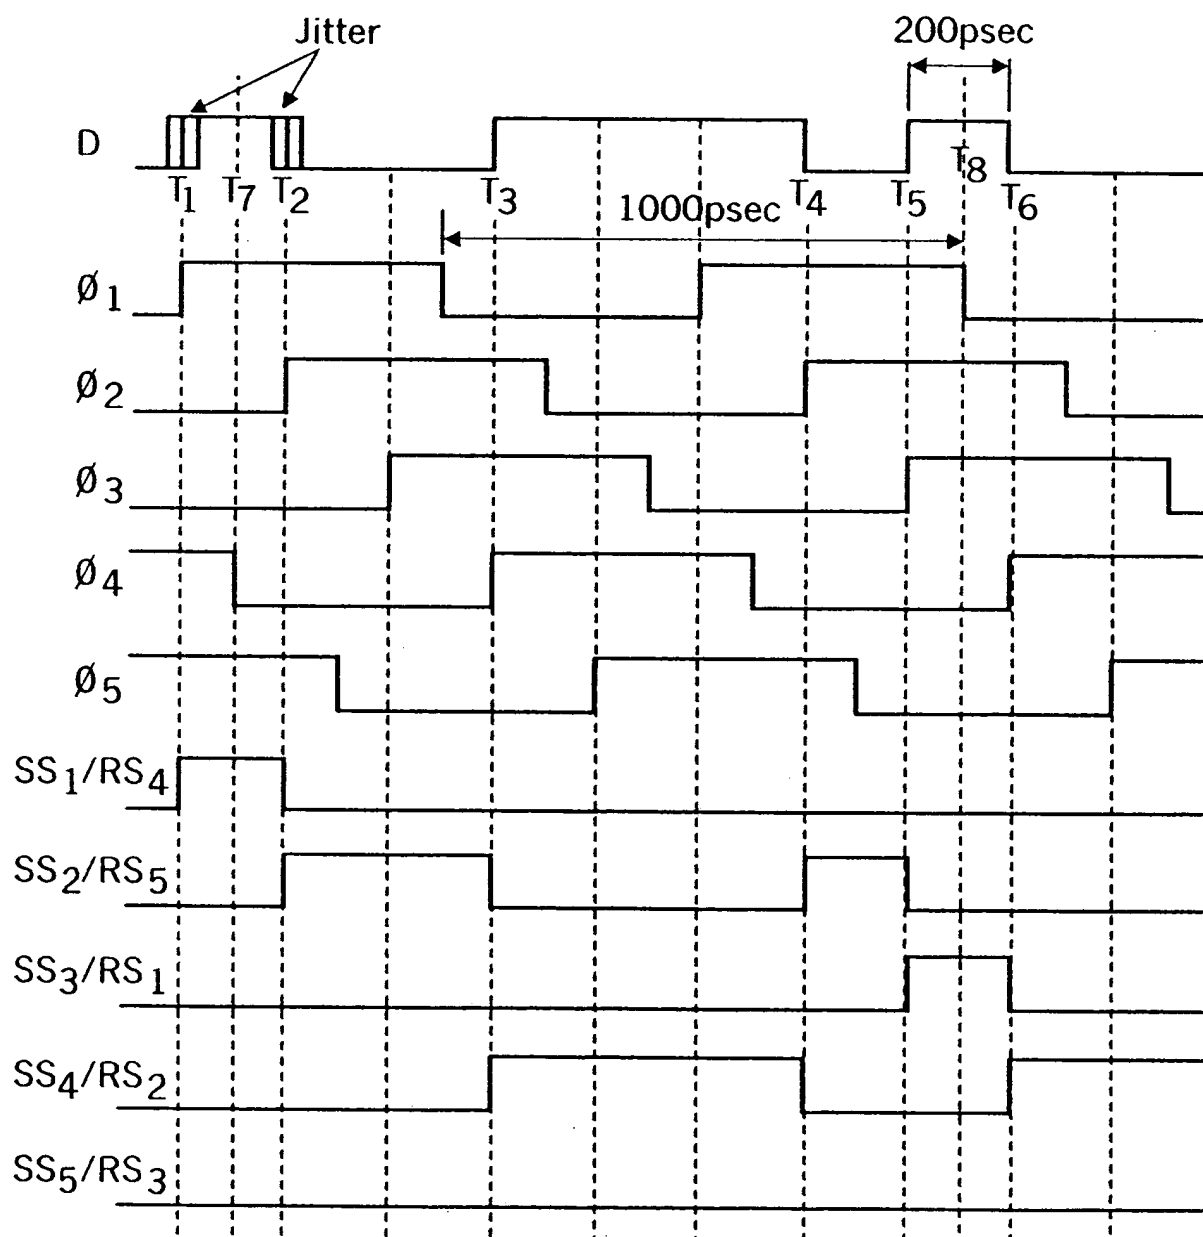 Jitter
200psec
D
T1 T7 T2 T3 T4 T5 T8 T6
1000psec
Ø1
Ø2
Ø3
Ø4
Ø5
SS1/RS4
SS2/RS5
SS3/RS1
SS4/RS2
SS5/RS3